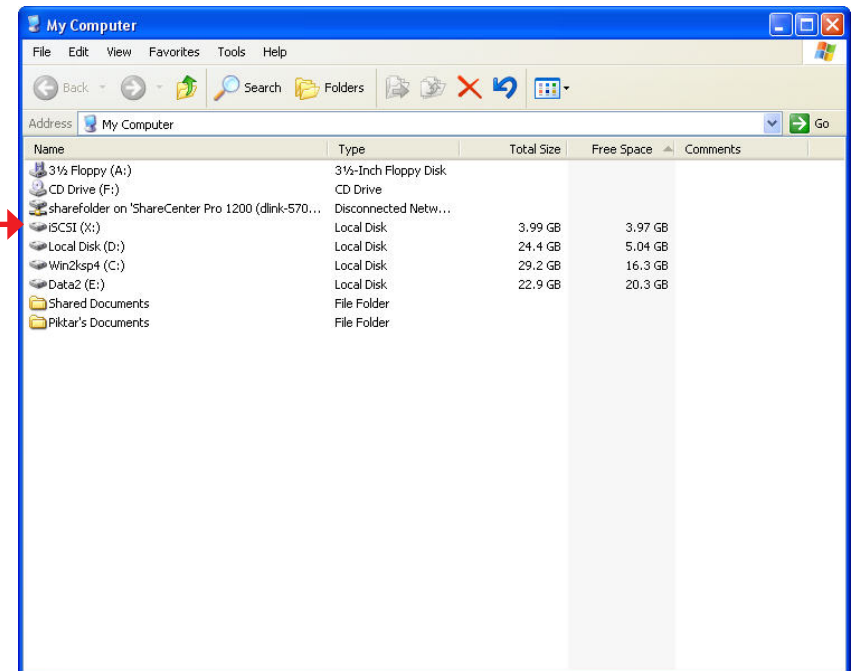 My Computer
File Edit View Favorites Tools Help
Back Search Folders
Address My Computer Go
Name Type Total Size Free Space Comments
3½ Floppy (A:) 3½-Inch Floppy Disk
CD Drive (F:) CD Drive
sharefolder on 'ShareCenter Pro 1200 (dlink-570... Disconnected Netw...
iSCSI (X:) Local Disk 3.99 GB 3.97 GB
Local Disk (D:) Local Disk 24.4 GB 5.04 GB
Win2ksp4 (C:) Local Disk 29.2 GB 16.3 GB
Data2 (E:) Local Disk 22.9 GB 20.3 GB
Shared Documents File Folder
Piktar's Documents File Folder